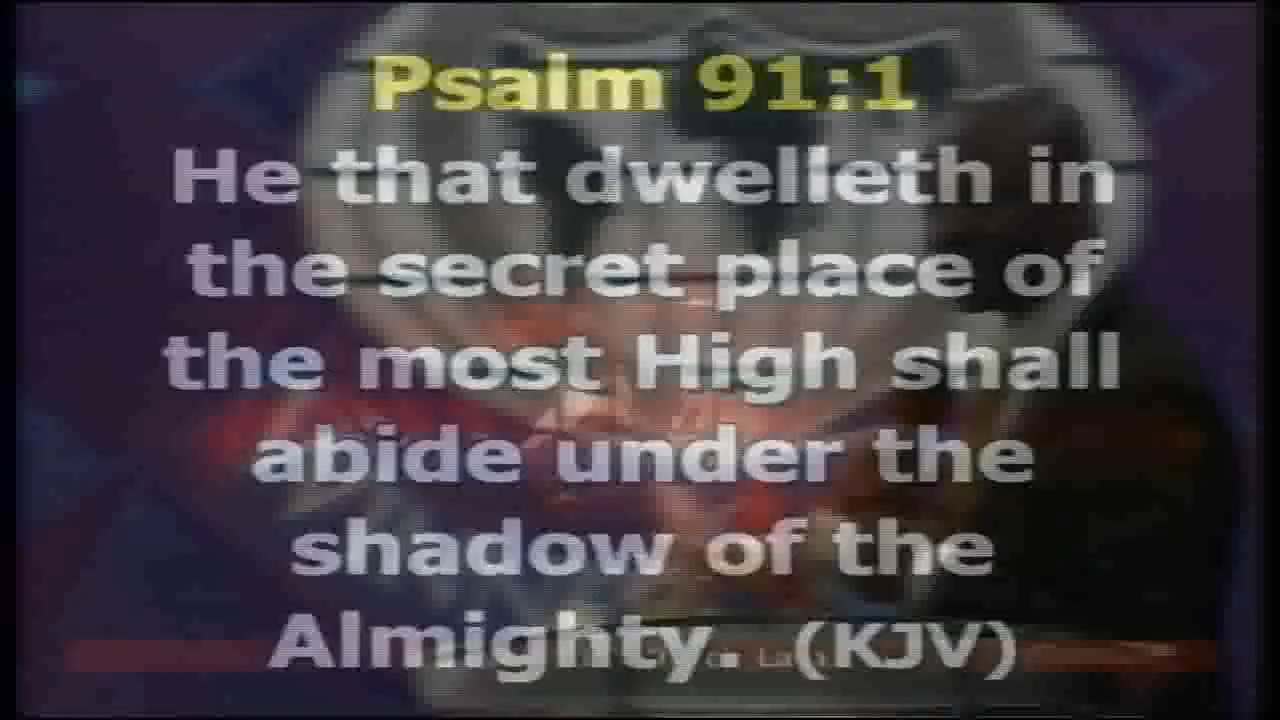 Psalm 91:1
He that dwelleth in
the secret place of
the most High shall
abide under the
shadow of the
Almighty. (KJV)